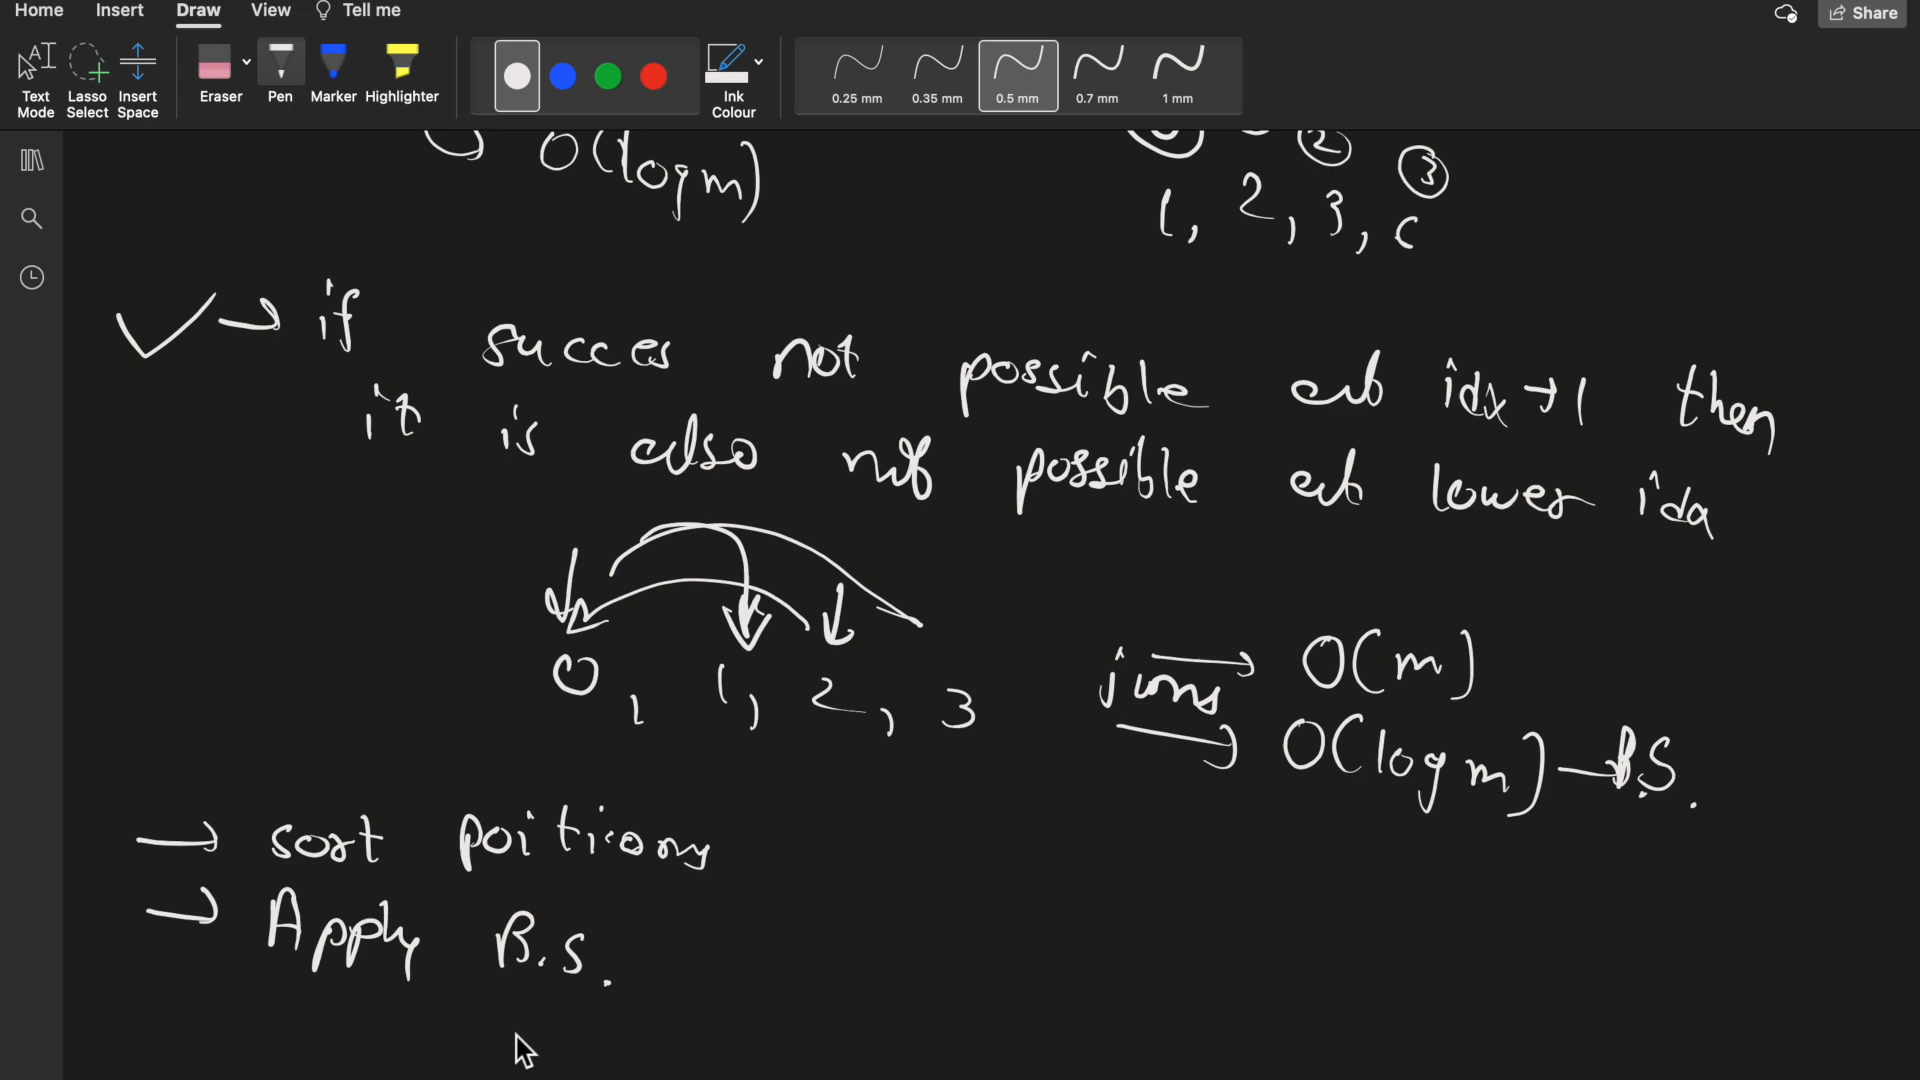 Home Insert Draw View Tell me
Share
Text Mode
Lasso Select
Insert Space
Eraser
Pen
Marker
Highlighter
Ink Colour
0.25 mm
0.35 mm
0.5 mm
0.7 mm
1 mm
O(log m)
2
3
1, 2, 3, c
→ if succes not possible at idx → 1 then
it is also not possible at lower idx
0, 1, 2, 3
→ O(m)
→ O(log m) → B.S.
→ sort poitions
→ Apply B.S.